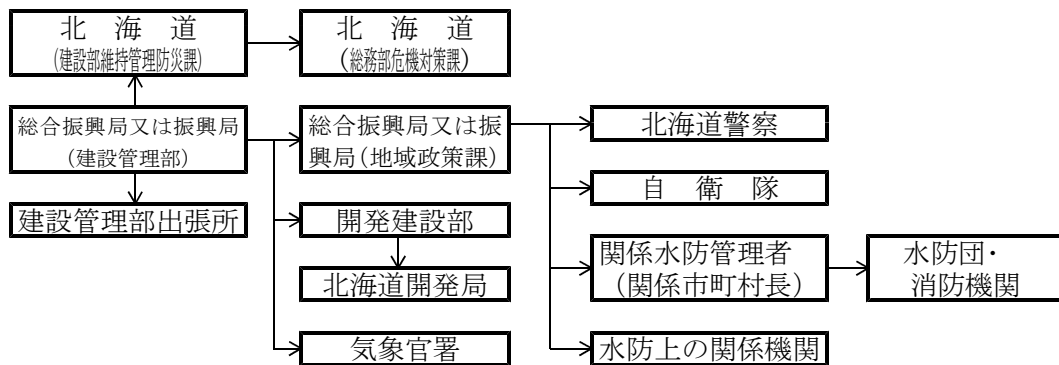 北　海　道
(建設部維持管理防災課)
北　海　道
(総務部危機対策課)
総合振興局又は振興局
(建設管理部)
総合振興局又は振
興局(地域政策課)
北海道警察
自　衛　隊
建設管理部出張所
開発建設部
関係水防管理者
(関係市町村長)
水防団・
消防機関
北海道開発局
気象官署
水防上の関係機関